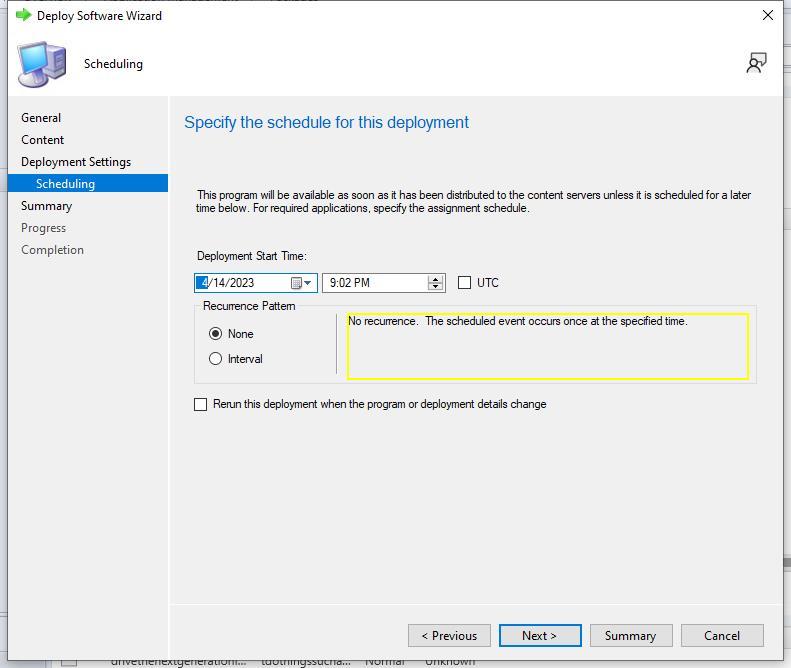 Deploy Software Wizard
Scheduling
General
Content
Deployment Settings
Scheduling
Summary
Progress
Completion
Specify the schedule for this deployment
This program will be available as soon as it has been distributed to the content servers unless it is scheduled for a later
time below. For required applications, specify the assignment schedule.
Deployment Start Time:
4/14/2023 9:02 PM UTC
Recurrence Pattern
None
Interval
No recurrence. The scheduled event occurs once at the specified time.
Rerun this deployment when the program or deployment details change
< Previous Next > Summary Cancel
Normal Unknown